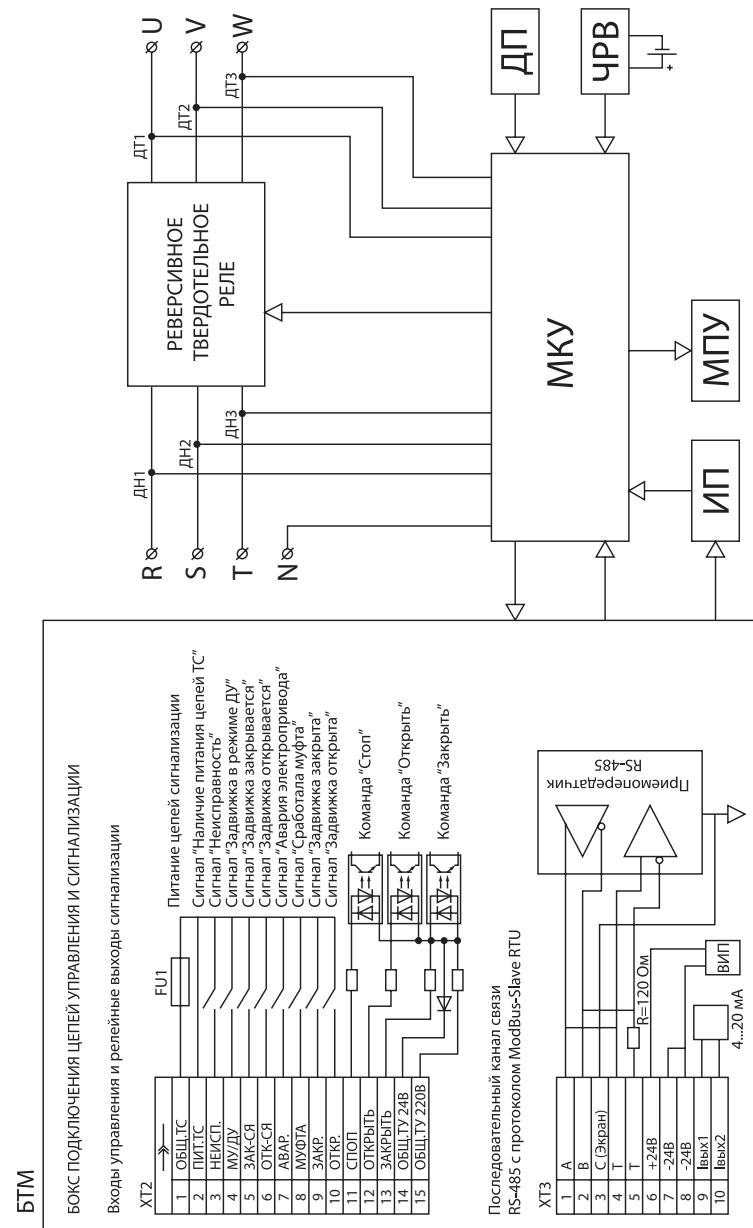 БТМ
БОКС ПОДКЛЮЧЕНИЯ ЦЕПЕЙ УПРАВЛЕНИЯ И СИГНАЛИЗАЦИИ
Входы управления и релейные выходы сигнализации
XT2
1 ОБЩ.ТС
2 ПИТ.ТС
3 НЕИСП.
4 МУ/ДУ
5 ЗАК-СЯ
6 ОТК-СЯ
7 АВАР.
8 МУФТА
9 ЗАКР.
10 ОТКР.
11 СПОП
12 ОТКРЫТЬ
13 ЗАКРЫТЬ
14 ОБЩ.ТУ 24В
15 ОБЩ.ТУ 220В
FU1
Питание цепей сигнализации
Сигнал "Наличие питания цепей ТС"
Сигнал "Неисправность"
Сигнал "Задвижка в режиме ДУ"
Сигнал "Задвижка закрывается"
Сигнал "Задвижка открывается"
Сигнал "Авария электропривода"
Сигнал "Сработала муфта"
Сигнал "Задвижка закрыта"
Сигнал "Задвижка открыта"
Команда "Стоп"
Команда "Открыть"
Команда "Закрыть"
Последовательный канал связи
RS-485 с протоколом ModBus-Slave RTU
XT3
1 A
2 B
3 C (Экран)
4 T
5 T
6 +24В
7 -24В
8 -24В
9 Iвых1
10 Iвых2
R=120 Ом
ВИП
4...20 мА
Приемопередатчик
RS-485
R
S
T
N
ДН1
ДН2
ДН3
РЕВЕРСИВНОЕ
ТВЕРДОТЕЛЬНОЕ
РЕЛЕ
ДТ1
ДТ2
ДТ3
U
V
W
МКУ
ИП
МПУ
ДП
ЧРВ
+